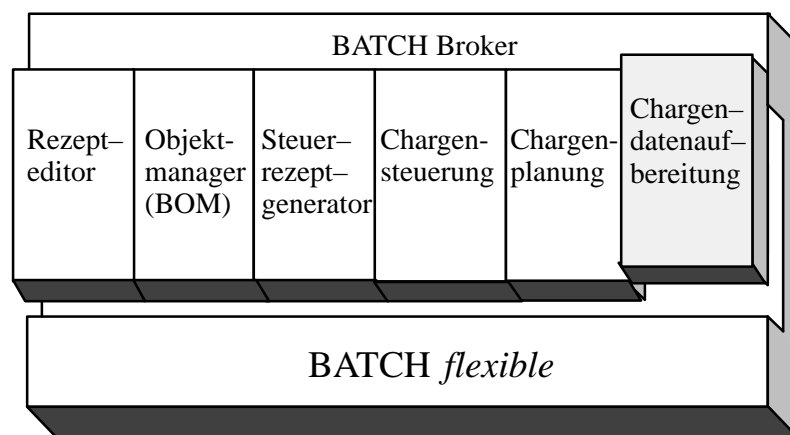 BATCH Broker
Rezept–
editor
Objekt-
manager
(BOM)
Steuer–
rezept–
generator
Chargen-
steuerung
Chargen-
planung
Chargen–
datenauf–
bereitung
BATCH flexible